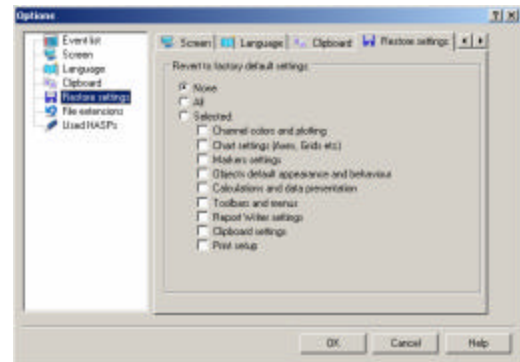 Options
Event list
Screen
Language
Clipboard
Restore settings
File extensions
Used HASPs
Screen
Language
Clipboard
Restore settings
Revert to factory default settings
None
All
Selected:
Channel colors and plotting
Chart settings (Axes, Grids etc)
Markers settings
Objects default appearance and behaviour
Calculations and data presentation
Toolbars and menus
Report Writer settings
Clipboard settings
Print setup
OK
Cancel
Help